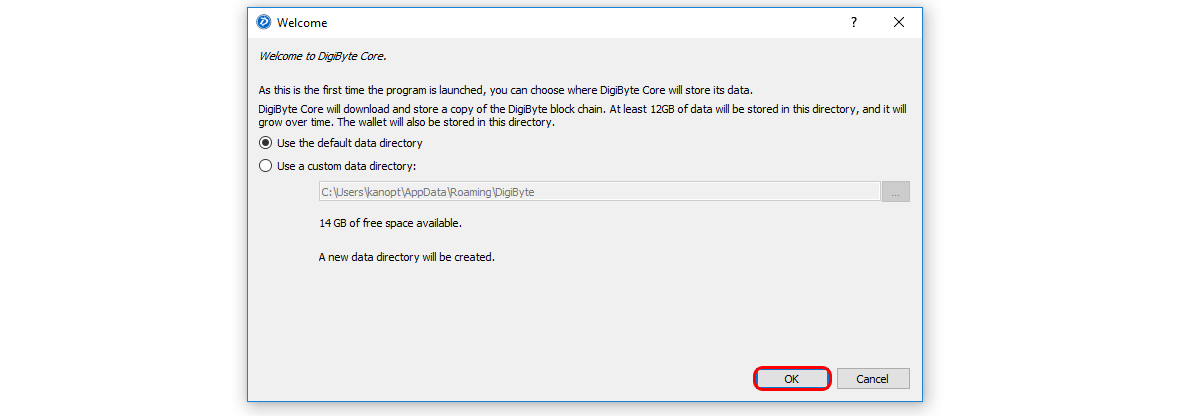 Welcome
?
Welcome to DigiByte Core.
As this is the first time the program is launched, you can choose where DigiByte Core will store its data.
DigiByte Core will download and store a copy of the DigiByte block chain. At least 12GB of data will be stored in this directory, and it will
grow over time. The wallet will also be stored in this directory.
Use the default data directory
Use a custom data directory:
C:\Users\kanopt\AppData\Roaming\DigiByte
...
14 GB of free space available.
A new data directory will be created.
OK
Cancel